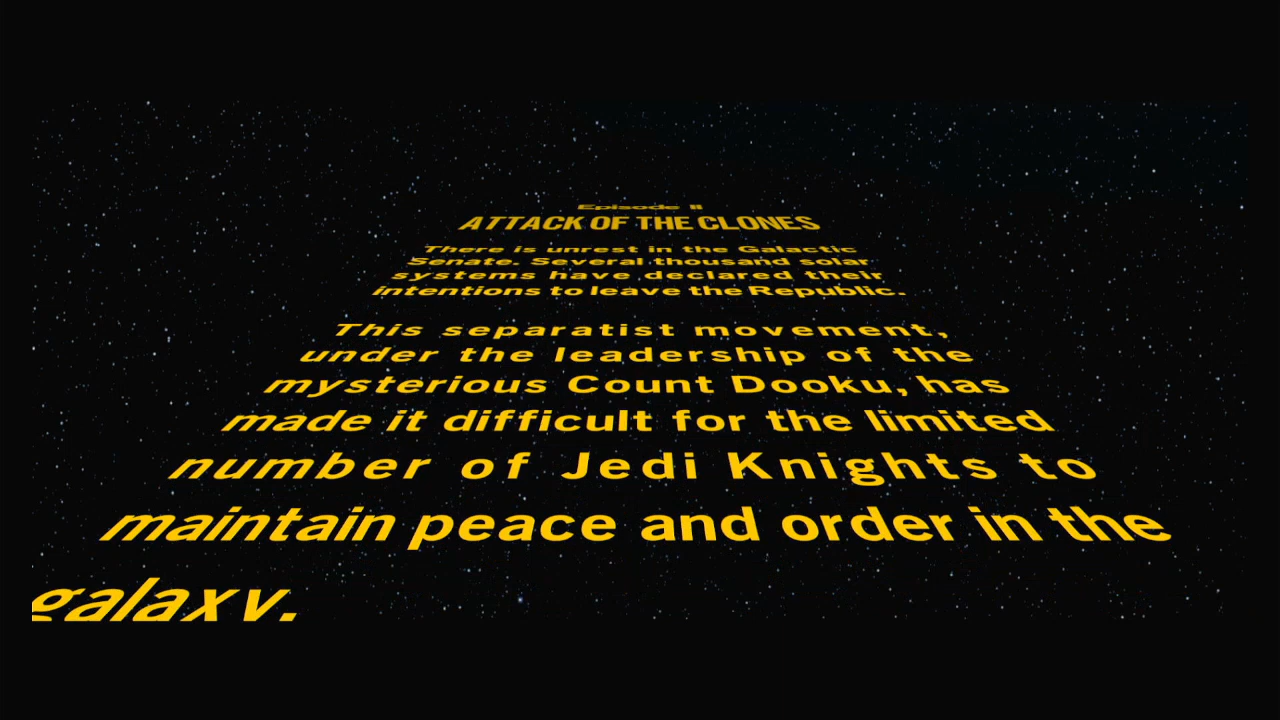 Episode II
ATTACK OF THE CLONES
There is unrest in the Galactic
Senate. Several thousand solar
systems have declared their
intentions to leave the Republic.
This separatist movement,
under the leadership of the
mysterious Count Dooku, has
made it difficult for the limited
number of Jedi Knights to
maintain peace and order in the
galaxy.